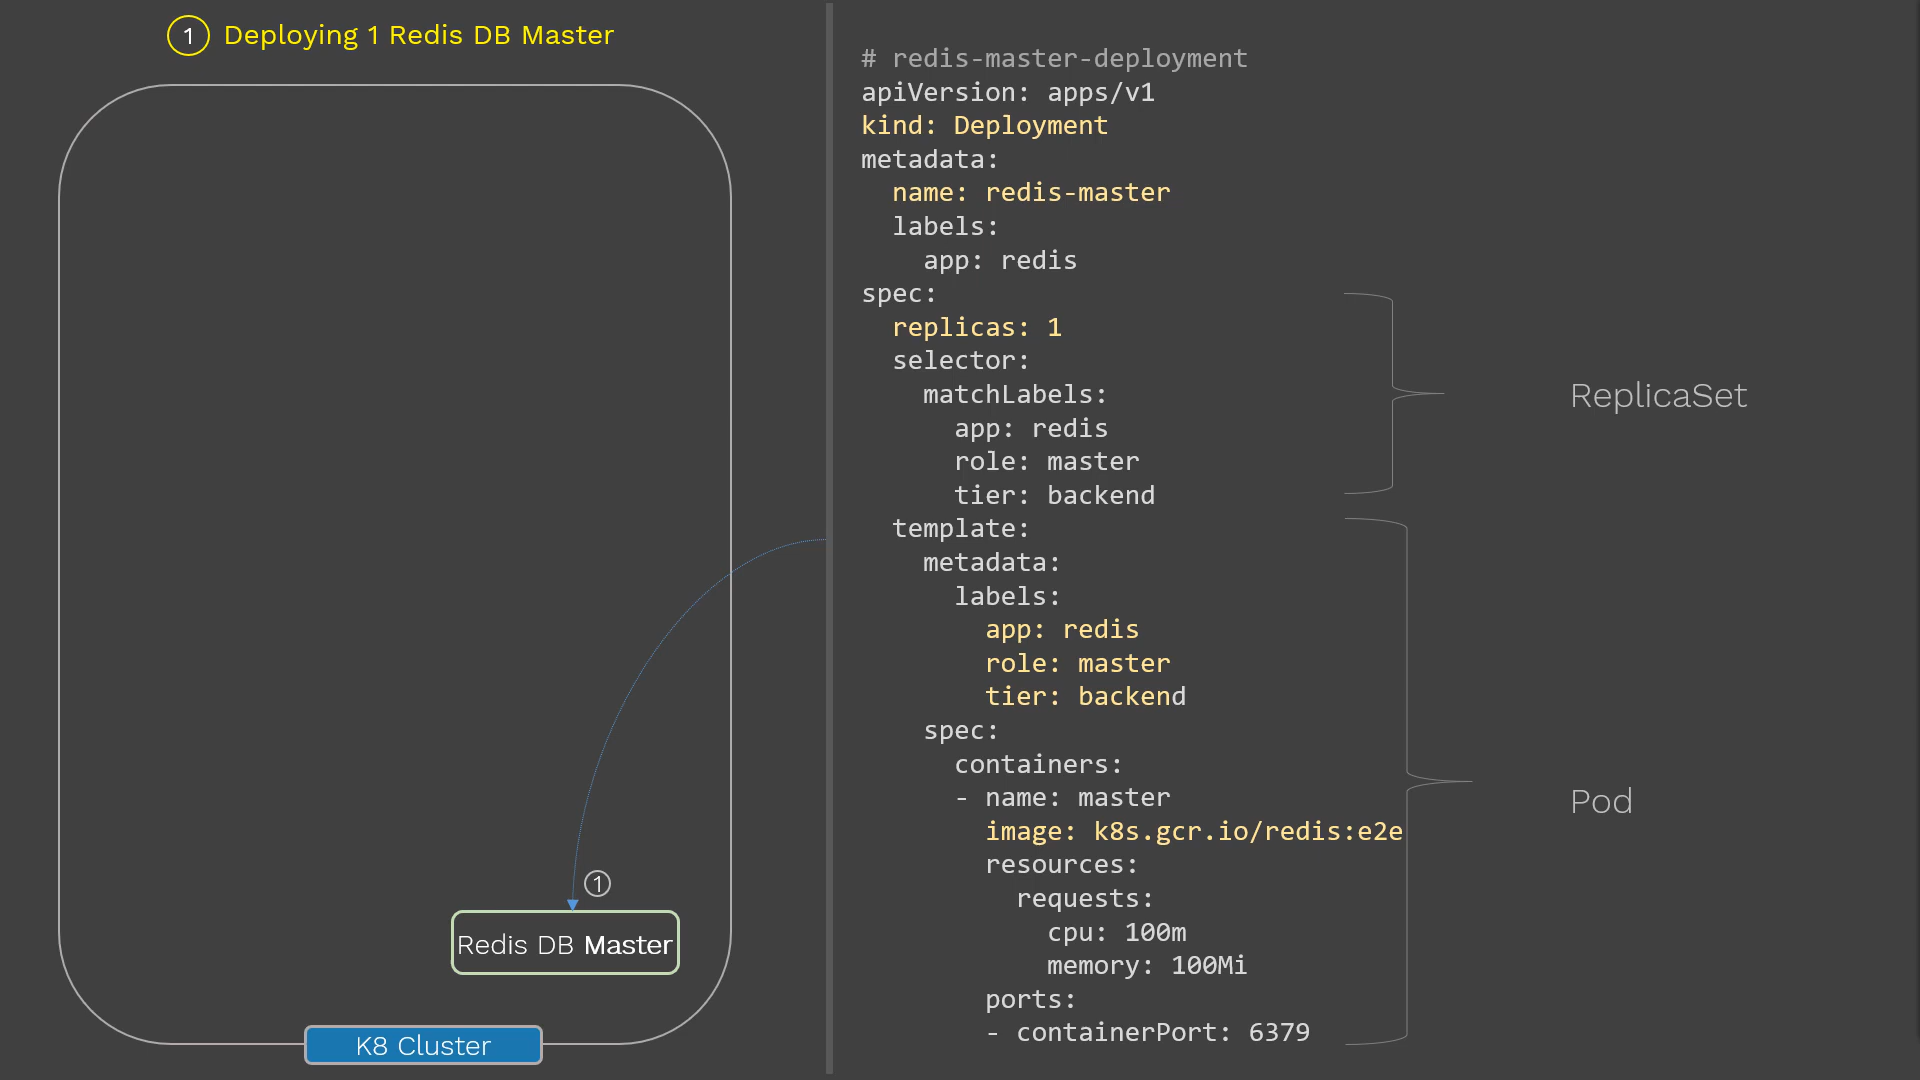 1 Deploying 1 Redis DB Master
1
Redis DB Master
K8 Cluster
# redis-master-deployment
apiVersion: apps/v1
kind: Deployment
metadata:
  name: redis-master
  labels:
    app: redis
spec:
  replicas: 1
  selector:
    matchLabels:
      app: redis
      role: master
      tier: backend
  template:
    metadata:
      labels:
        app: redis
        role: master
        tier: backend
    spec:
      containers:
      - name: master
        image: k8s.gcr.io/redis:e2e
        resources:
          requests:
            cpu: 100m
            memory: 100Mi
        ports:
        - containerPort: 6379
ReplicaSet
Pod